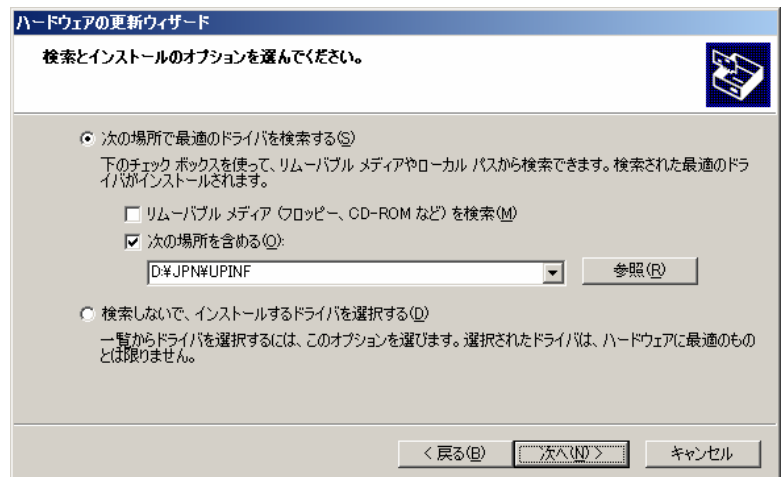 ハードウェアの更新ウィザード
検索とインストールのオプションを選んでください。
次の場所で最適のドライバを検索する(S)
下のチェック ボックスを使って、リムーバブル メディアやローカル パスから検索できます。検索された最適のドラ
イバがインストールされます。
リムーバブル メディア (フロッピー、CD-ROM など) を検索(M)
次の場所を含める(O):
D:¥JPN¥UPINF
参照(R)
検索しないで、インストールするドライバを選択する(D)
一覧からドライバを選択するには、このオプションを選びます。選択されたドライバは、ハードウェアに最適のもの
とは限りません。
< 戻る(B) 次へ(N) > キャンセル